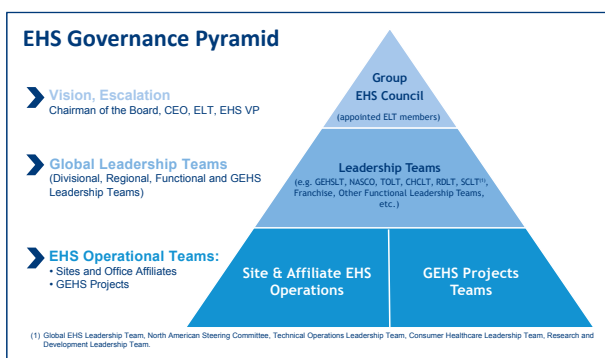 EHS Governance Pyramid
Vision, Escalation
Chairman of the Board, CEO, ELT, EHS VP
Global Leadership Teams
(Divisional, Regional, Functional and GEHS
Leadership Teams)
EHS Operational Teams:
• Sites and Office Affiliates
• GEHS Projects
Group
EHS Council
(appointed ELT members)
Leadership Teams
(e.g. GEHSLT, NASCO, TOLT, CHCLT, RDLT, SCLT(1),
Franchise, Other Functional Leadership Teams,
etc.)
Site & Affiliate EHS
Operations
GEHS Projects
Teams
(1) Global EHS Leadership Team, North American Steering Committee, Technical Operations Leadership Team, Consumer Healthcare Leadership Team, Research and
Development Leadership Team.